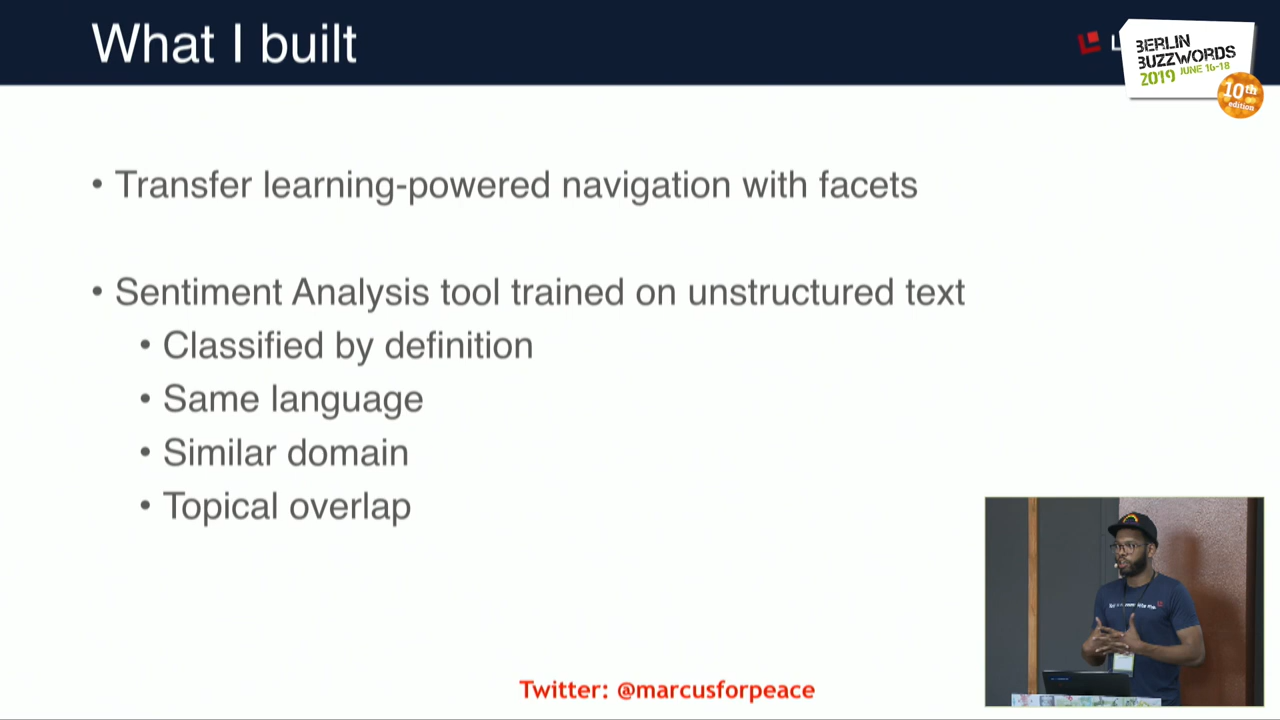 What I built
BERLIN
BUZZWORDS
2019 JUNE 16-18
10th
edition
• Transfer learning-powered navigation with facets
• Sentiment Analysis tool trained on unstructured text
• Classified by definition
• Same language
• Similar domain
• Topical overlap
Twitter: @marcusforpeace